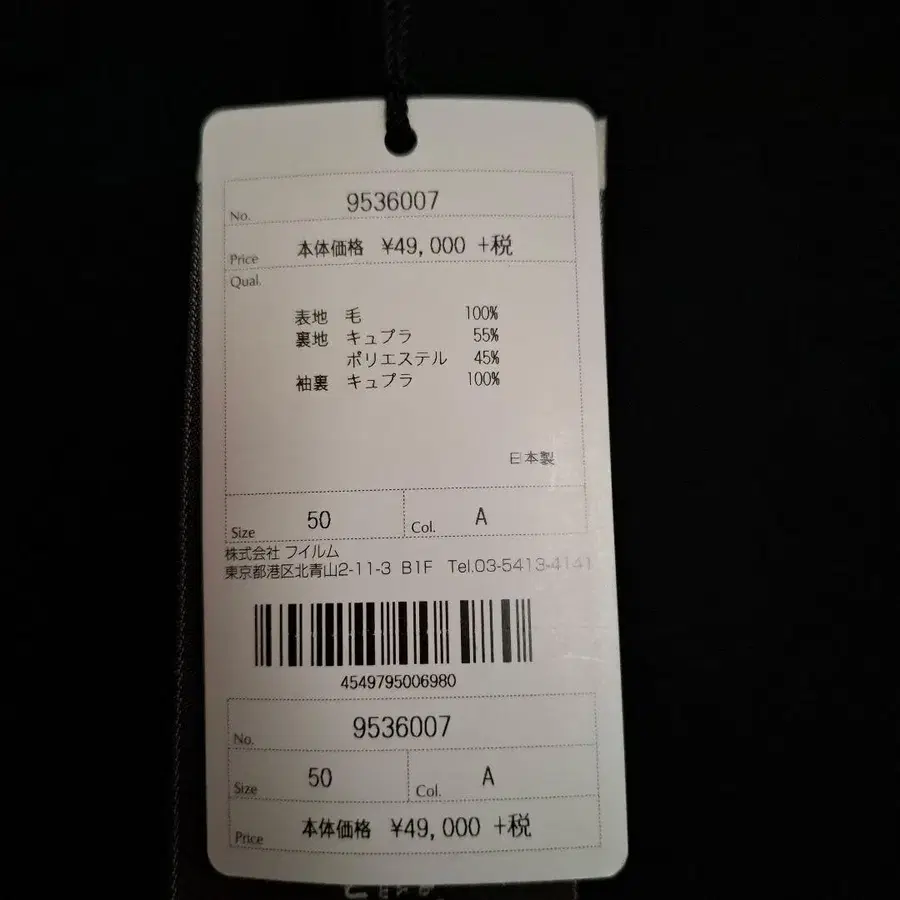 No. 9536007
Price 本体価格 ¥49,000 +税
Qual.
表地 毛 100%
裏地 キュプラ 55%
ポリエステル 45%
袖裏 キュプラ 100%
日本製
Size 50 Col. A
株式会社 フイルム
東京都港区北青山2-11-3 B1F Tel.03-5413-4141
4549795006980
No. 9536007
Size 50 Col. A
Price 本体価格 ¥49,000 +税